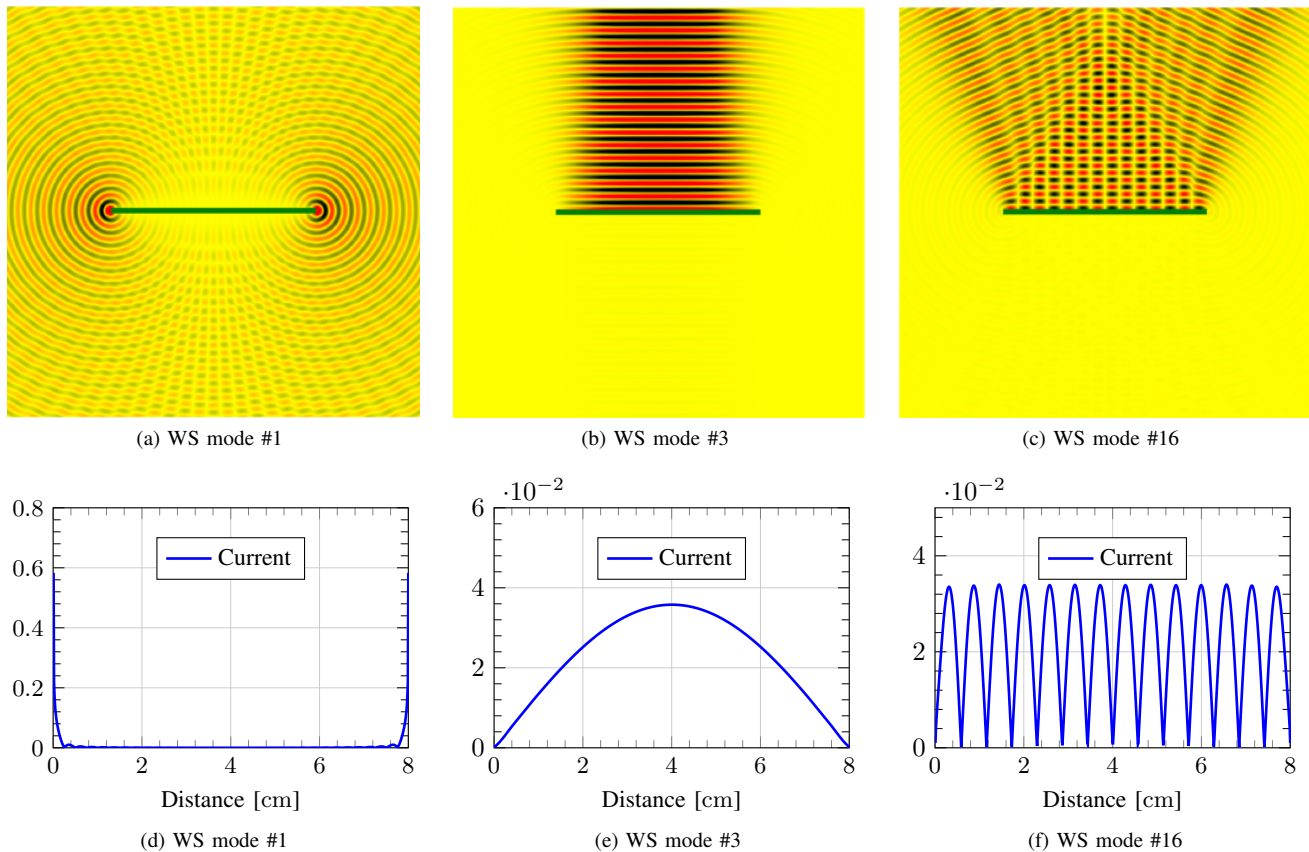 (a) WS mode #1
(b) WS mode #3
(c) WS mode #16
0.8
0.6
0.4
0.2
0
0 2 4 6 8
Current
Distance [cm]
(d) WS mode #1
·10⁻²
6
4
2
0
0 2 4 6 8
Current
Distance [cm]
(e) WS mode #3
·10⁻²
4
2
0
0 2 4 6 8
Current
Distance [cm]
(f) WS mode #16